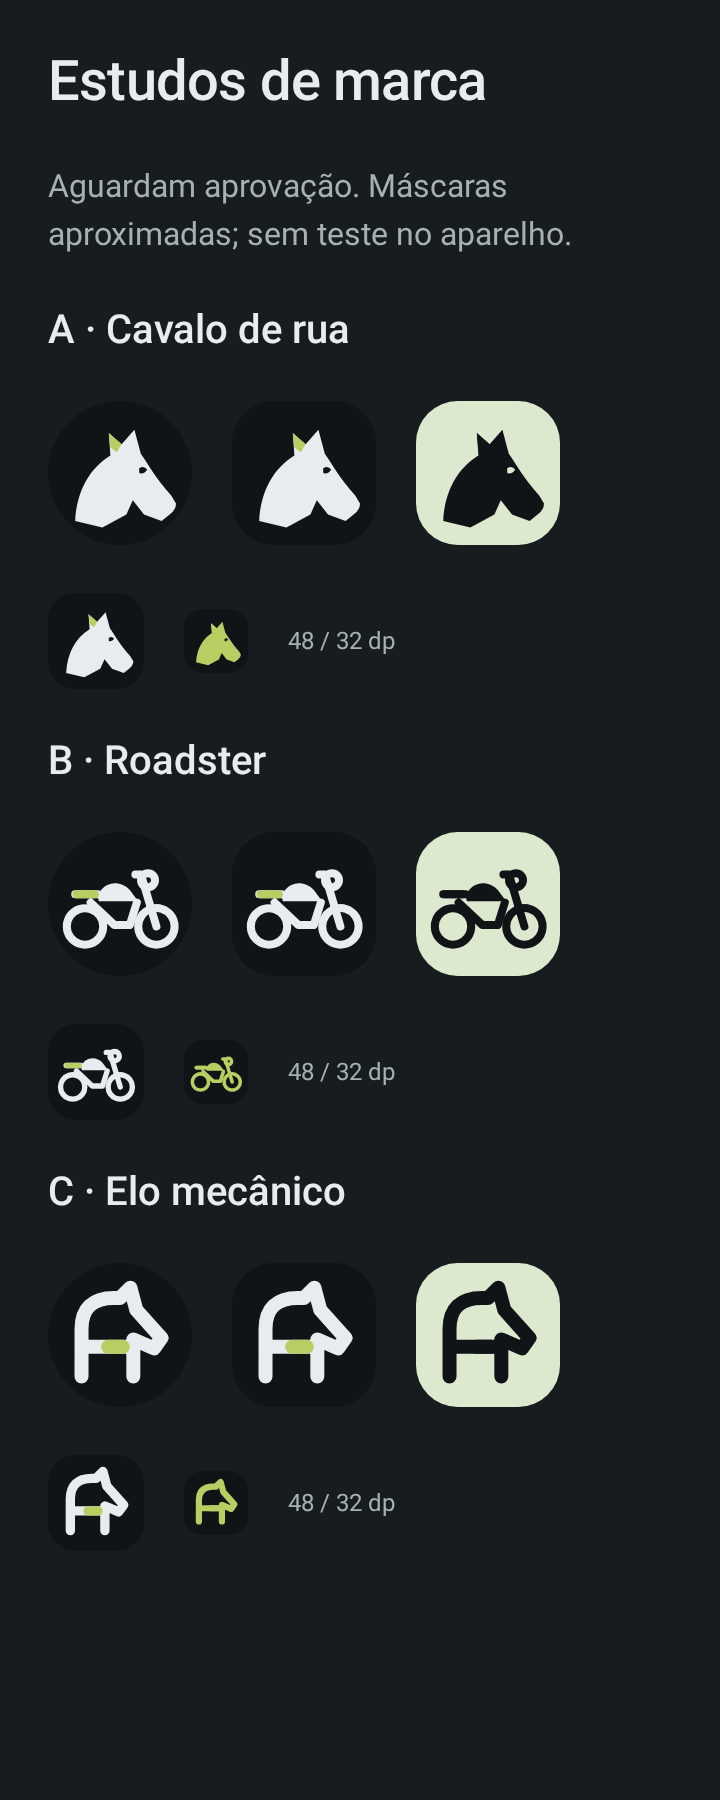 Estudos de marca
Aguardam aprovação. Máscaras
aproximadas; sem teste no aparelho.
A · Cavalo de rua
48 / 32 dp
B · Roadster
48 / 32 dp
C · Elo mecânico
48 / 32 dp